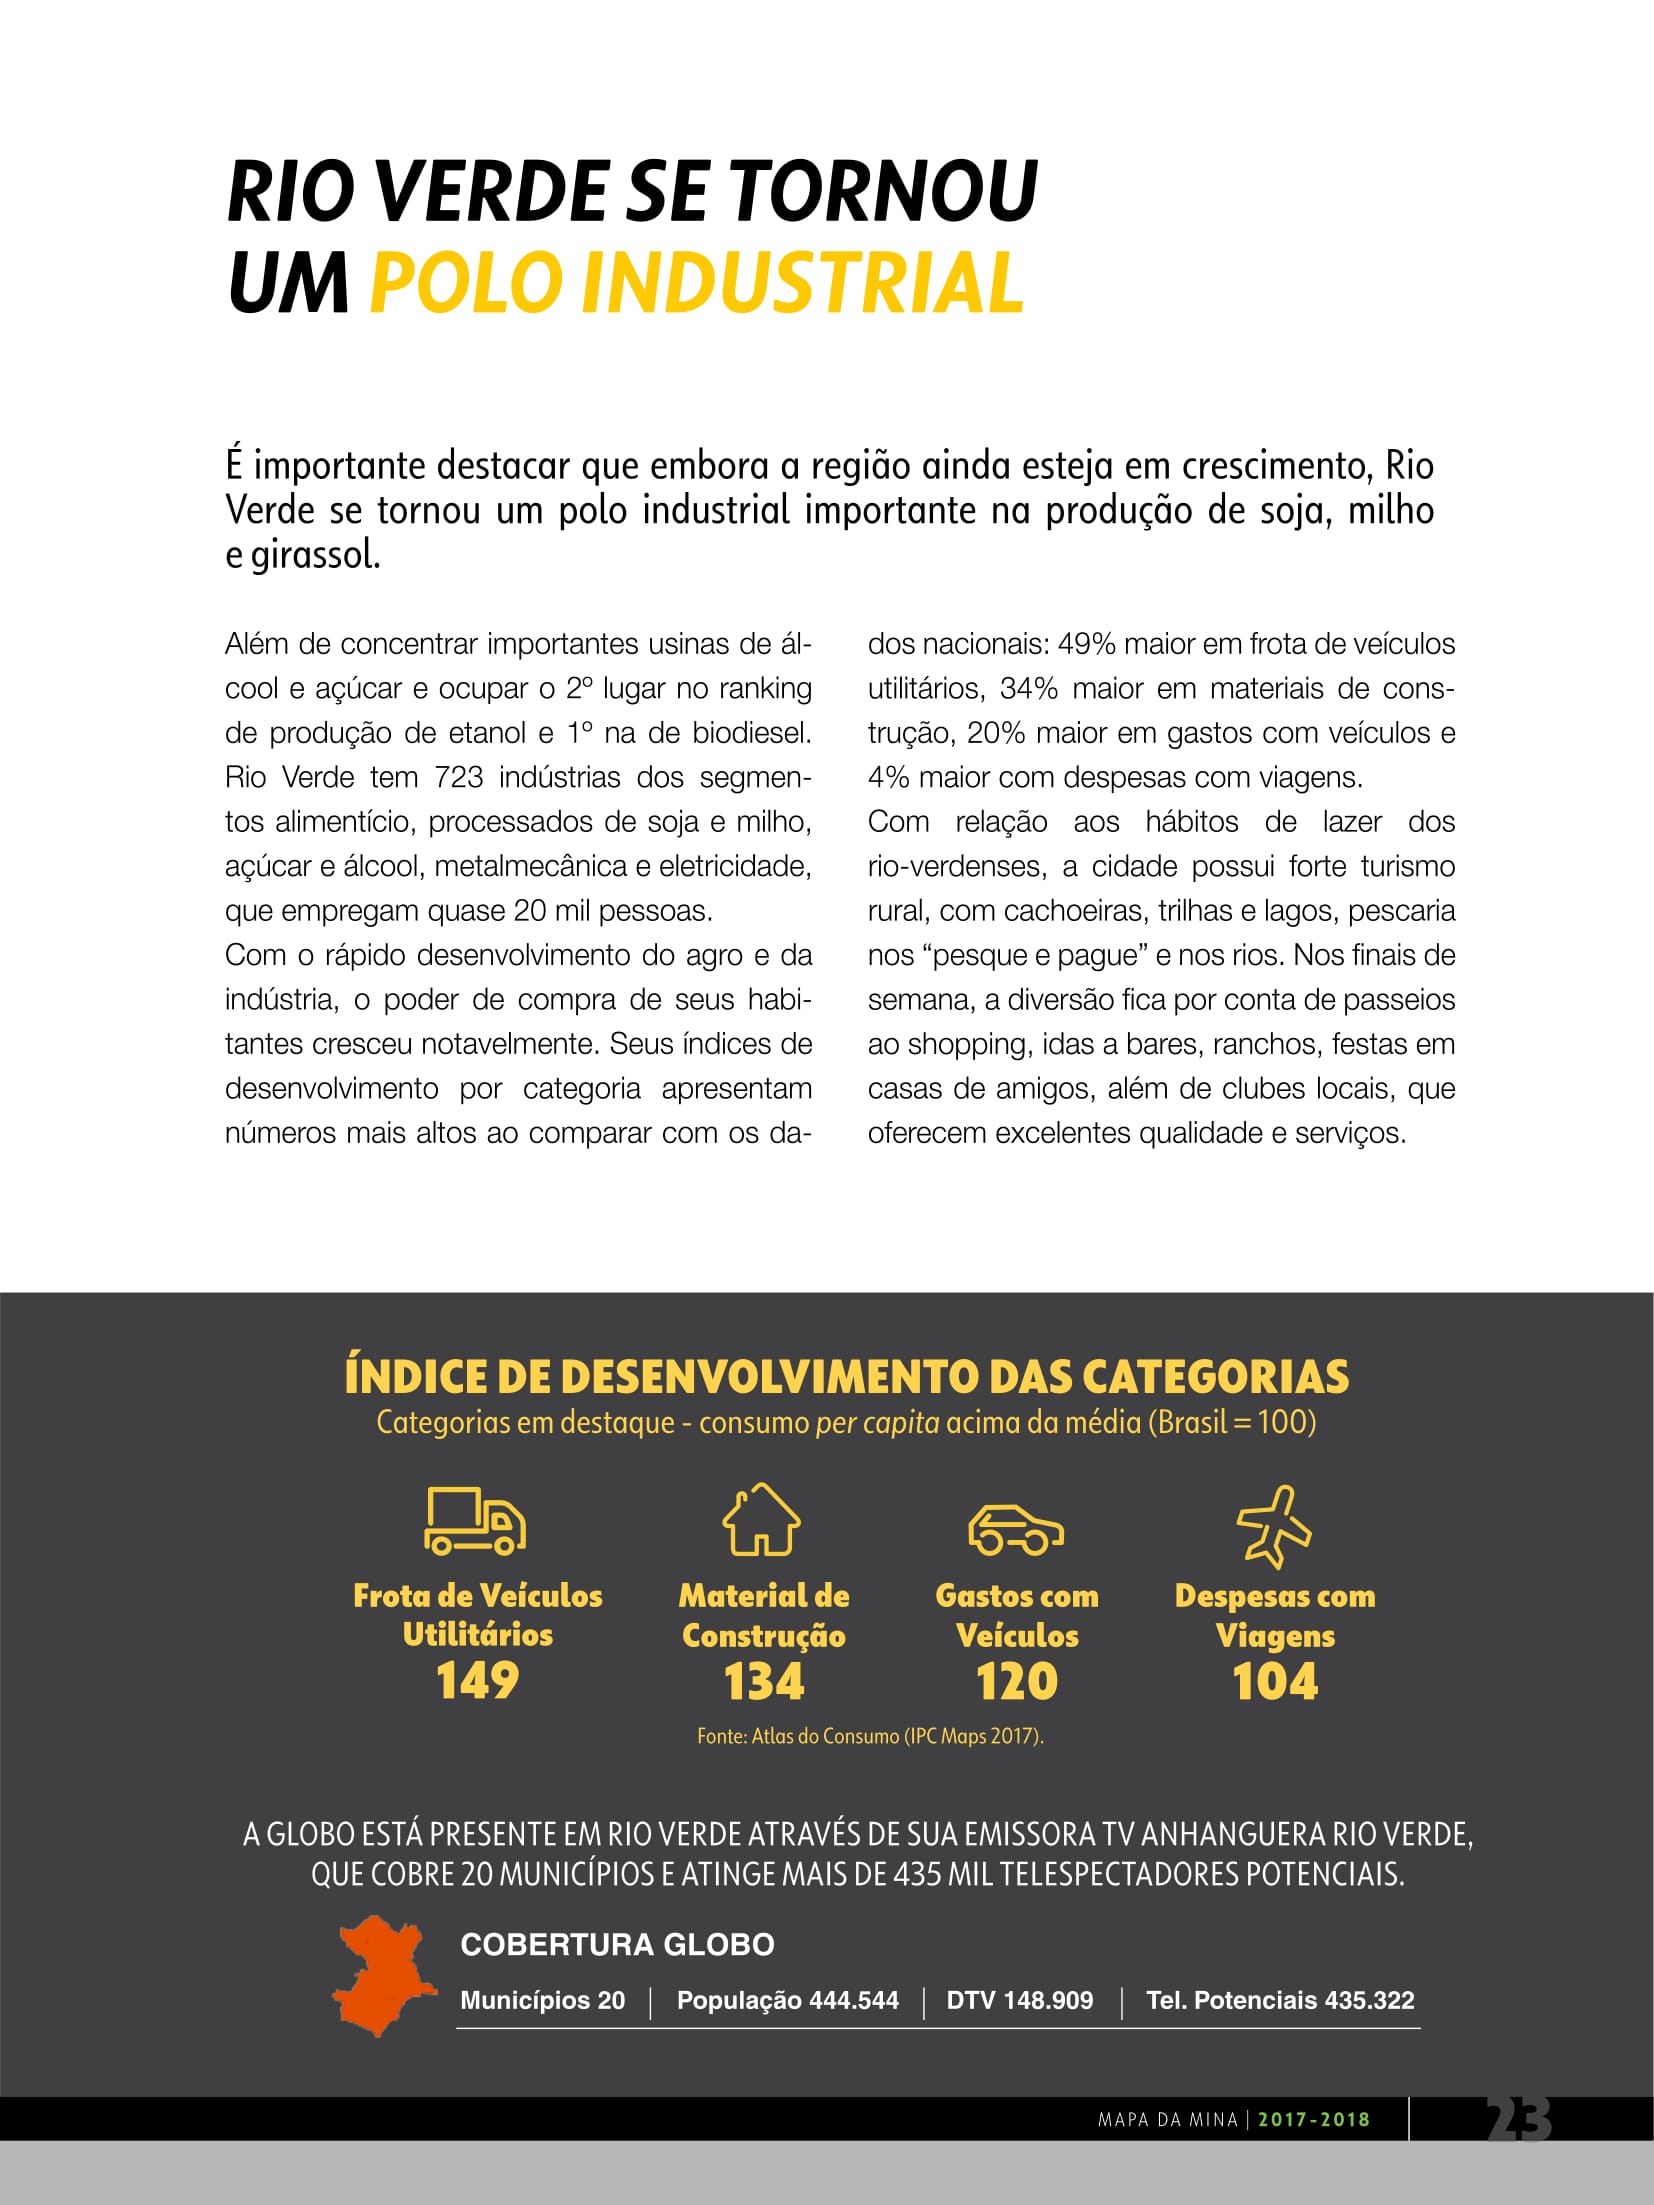 RIO VERDE SE TORNOU
UM POLO INDUSTRIAL
É importante destacar que embora a região ainda esteja em crescimento, Rio
Verde se tornou um polo industrial importante na produção de soja, milho
e girassol.
Além de concentrar importantes usinas de ál-
cool e açúcar e ocupar o 2º lugar no ranking
de produção de etanol e 1º na de biodiesel.
Rio Verde tem 723 indústrias dos segmen-
tos alimentício, processados de soja e milho,
açúcar e álcool, metalmecânica e eletricidade,
que empregam quase 20 mil pessoas.
Com o rápido desenvolvimento do agro e da
indústria, o poder de compra de seus habi-
tantes cresceu notavelmente. Seus índices de
desenvolvimento por categoria apresentam
números mais altos ao comparar com os da-
dos nacionais: 49% maior em frota de veículos
utilitários, 34% maior em materiais de cons-
trução, 20% maior em gastos com veículos e
4% maior com despesas com viagens.
Com relação aos hábitos de lazer dos
rio-verdenses, a cidade possui forte turismo
rural, com cachoeiras, trilhas e lagos, pescaria
nos “pesque e pague” e nos rios. Nos finais de
semana, a diversão fica por conta de passeios
ao shopping, idas a bares, ranchos, festas em
casas de amigos, além de clubes locais, que
oferecem excelentes qualidade e serviços.
ÍNDICE DE DESENVOLVIMENTO DAS CATEGORIAS
Categorias em destaque - consumo per capita acima da média (Brasil = 100)
Frota de Veículos
Utilitários
149
Material de
Construção
134
Gastos com
Veículos
120
Despesas com
Viagens
104
Fonte: Atlas do Consumo (IPC Maps 2017).
A GLOBO ESTÁ PRESENTE EM RIO VERDE ATRAVÉS DE SUA EMISSORA TV ANHANGUERA RIO VERDE,
QUE COBRE 20 MUNICÍPIOS E ATINGE MAIS DE 435 MIL TELESPECTADORES POTENCIAIS.
COBERTURA GLOBO
Municípios 20 | População 444.544 | DTV 148.909 | Tel. Potenciais 435.322
MAPA DA MINA | 2017-2018 | 23